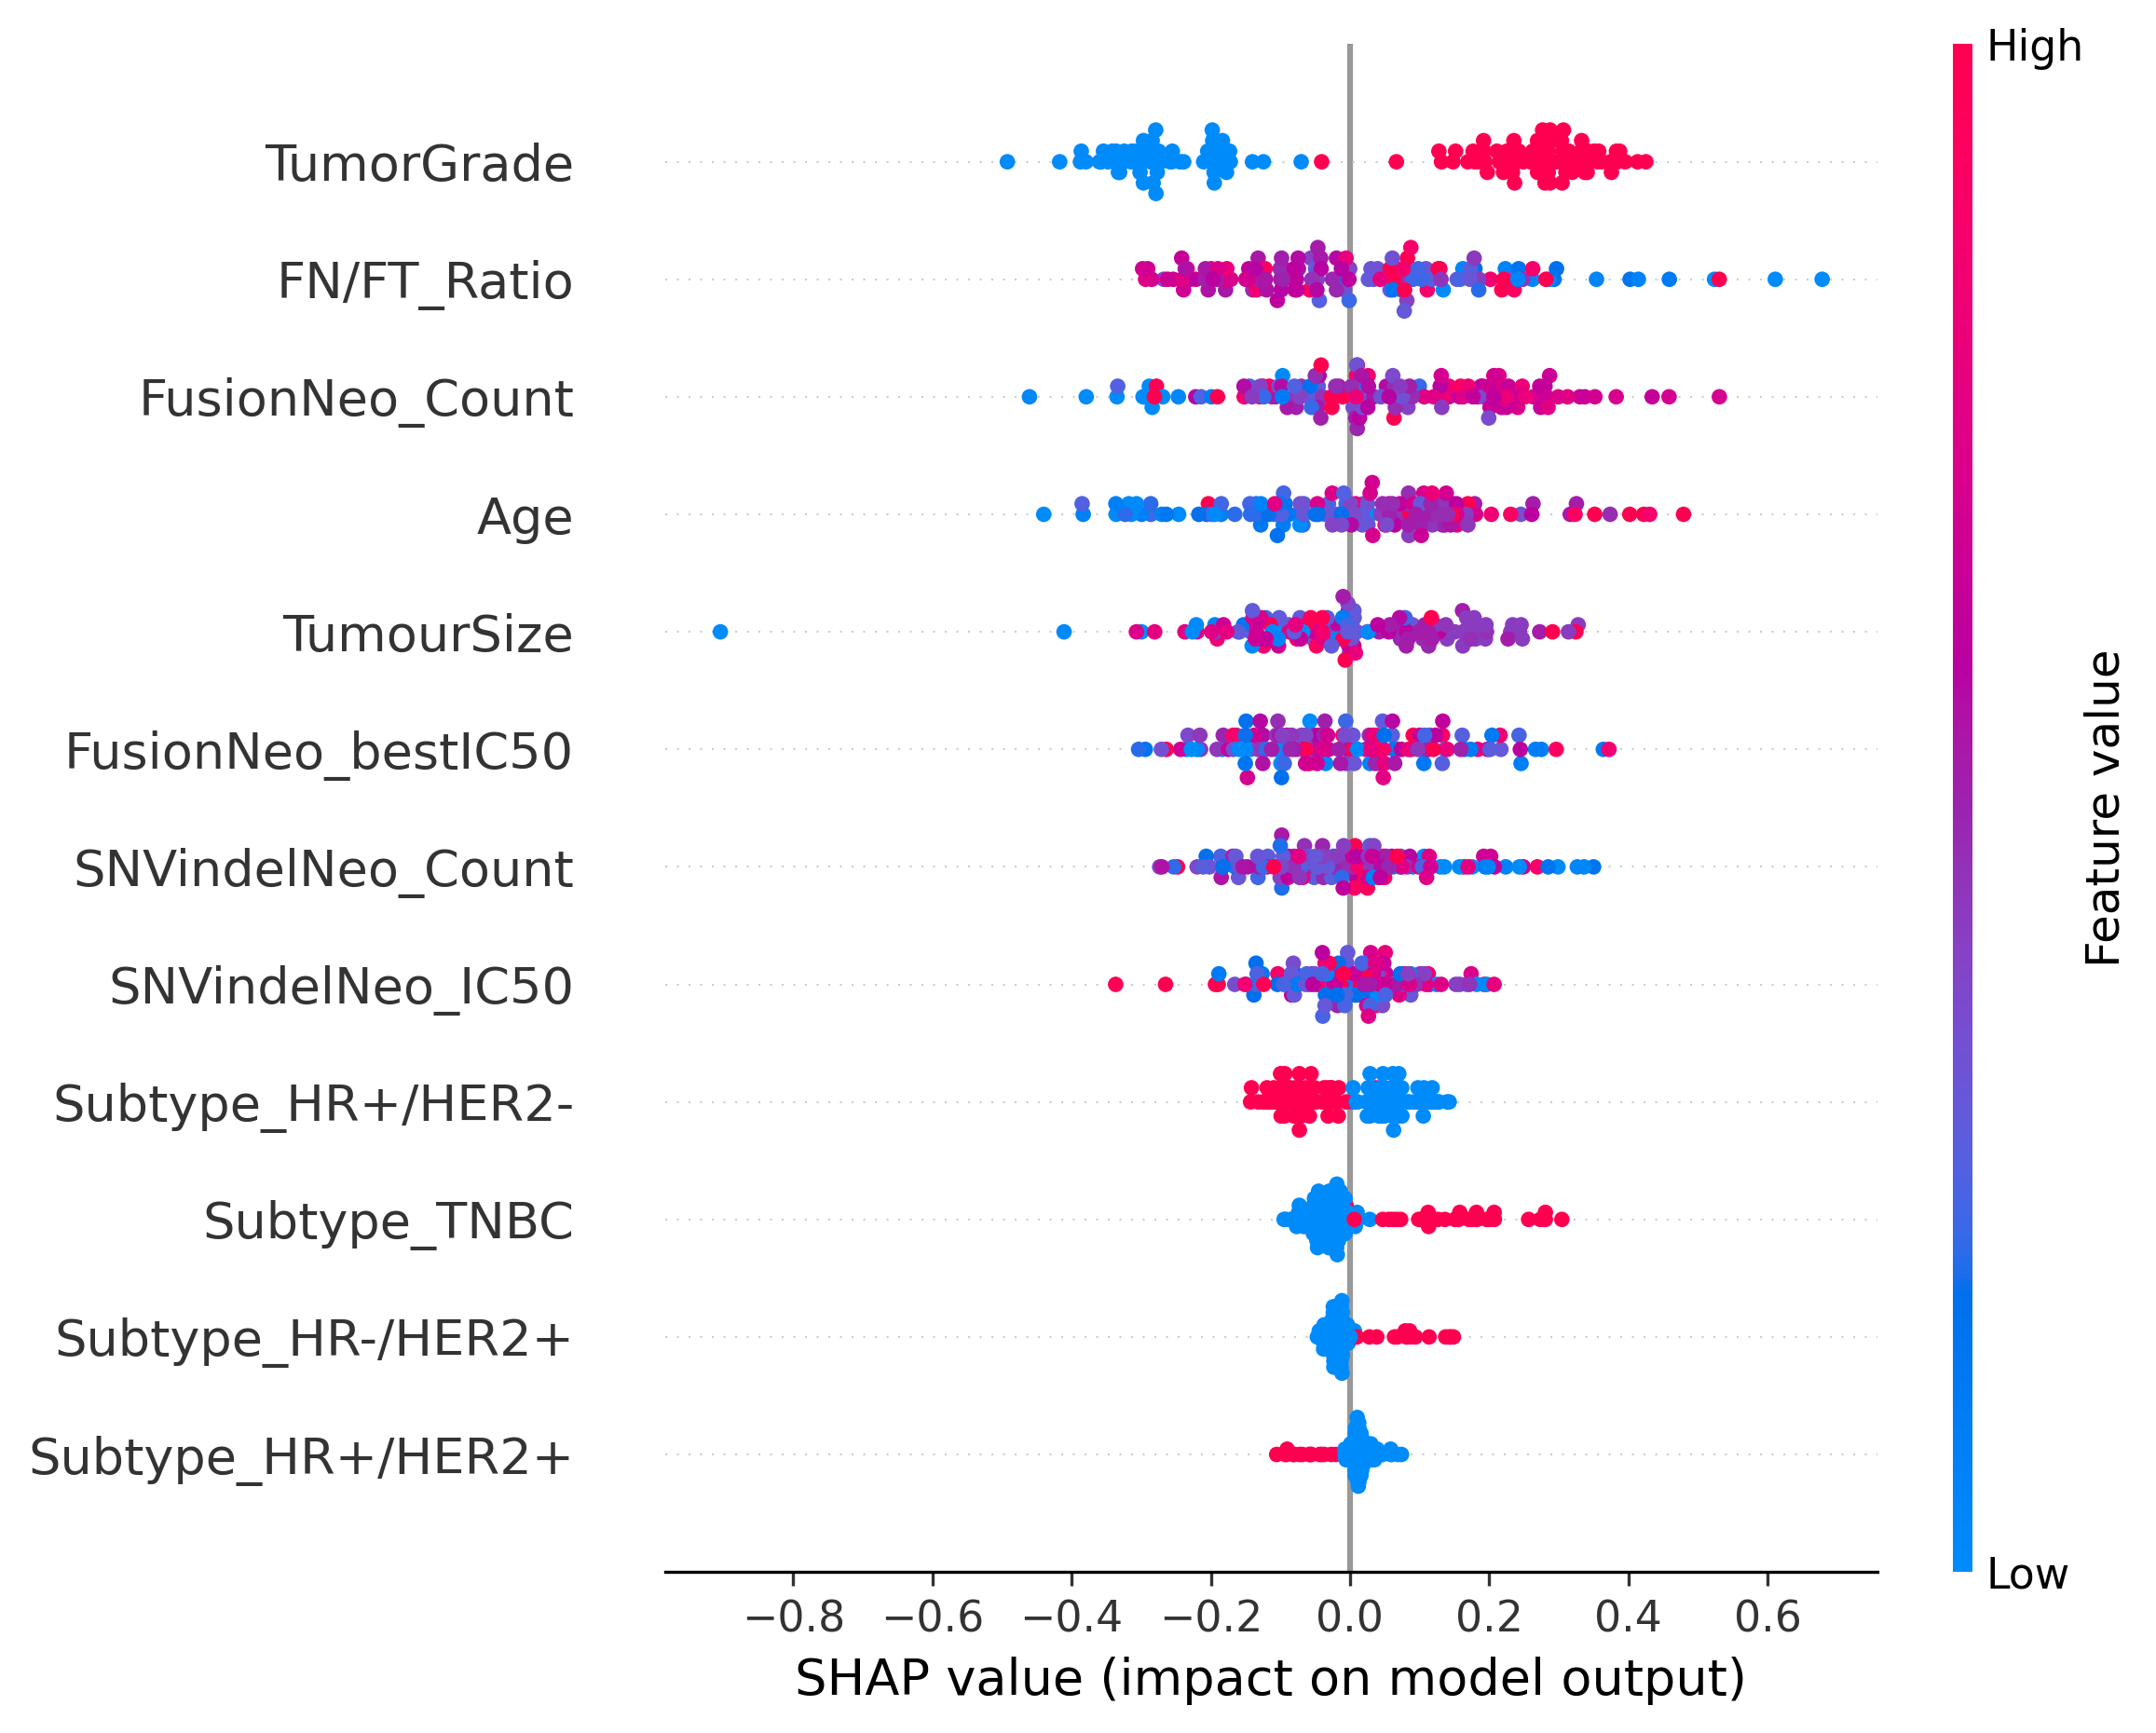 High
TumorGrade
FN/FT_Ratio
FusionNeo_Count
Age
TumourSize
FusionNeo_bestIC50
SNVindelNeo_Count
SNVindelNeo_IC50
Subtype_HR+/HER2-
Subtype_TNBC
Subtype_HR-/HER2+
Subtype_HR+/HER2+
Feature value
Low
−0.8 −0.6 −0.4 −0.2 0.0 0.2 0.4 0.6
SHAP value (impact on model output)